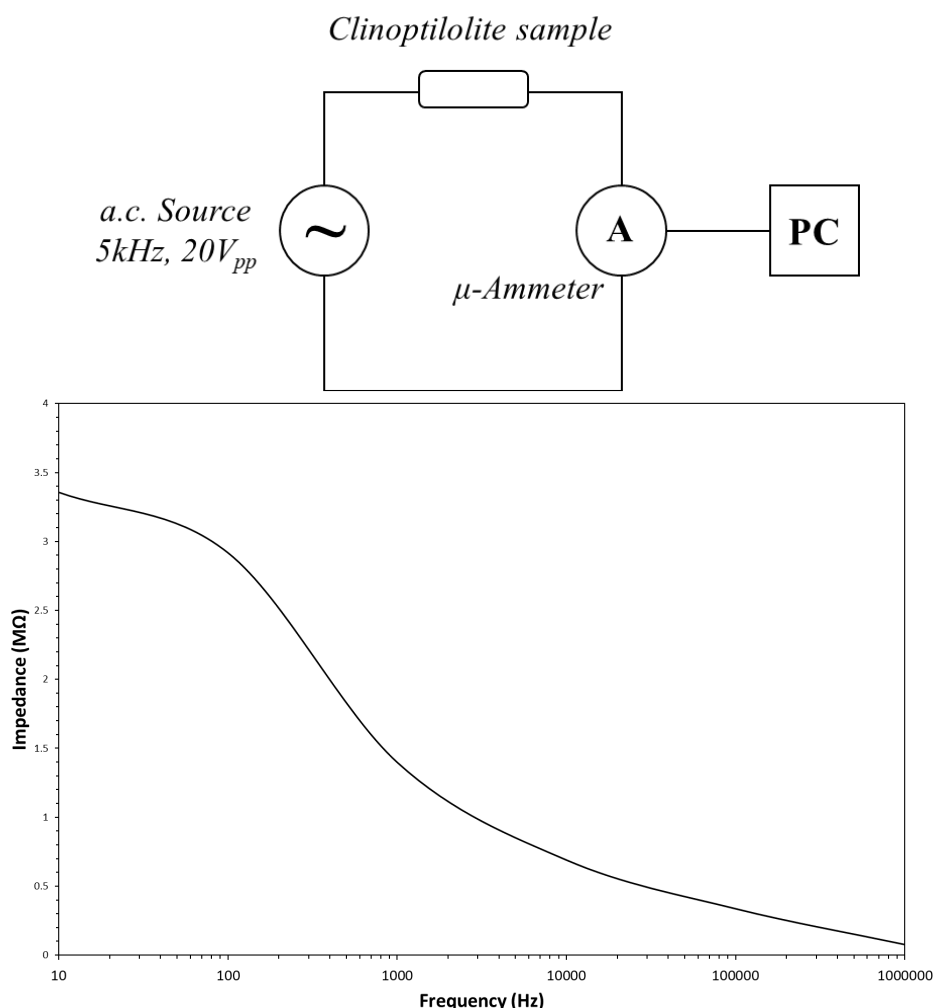 Clinoptilolite sample
a.c. Source
5kHz, 20Vpp
~
A
PC
μ-Ammeter
4
3.5
3
2.5
2
1.5
1
0.5
0
Impedance (MΩ)
10 100 1000 10000 100000 1000000
Frequency (Hz)